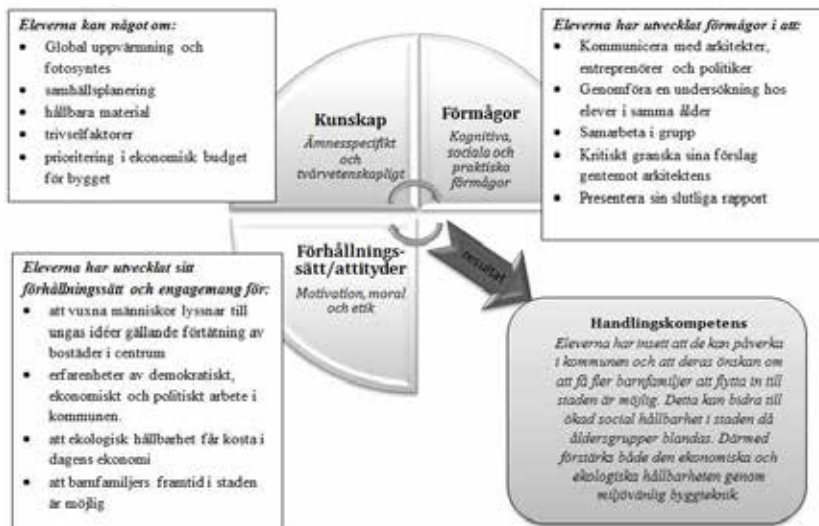 Eleverna kan något om:
• Global uppvärmning och
fotosyntes
• samhällsplanering
• hållbara material
• trivselfaktorer
• prioritering i ekonomisk budget
för bygget
Kunskap
Ämnesspecifikt
och
tvärvetenskapligt
Förmågor
Kognitiva,
sociala och
praktiska
förmågor
Eleverna har utvecklat förmågor i att:
• Kommunicera med arkitekter,
entreprenörer och politiker
• Genomföra en undersökning hos
elever i samma ålder
• Samarbeta i grupp
• Kritiskt granska sina förslag
gentemot arkitektens
• Presentera sin slutliga rapport
Eleverna har utvecklat sitt
förhållningssätt och engagemang för:
• att vuxna människor lyssnar till
ungas idéer gällande förtätning av
bostäder i centrum
• erfarenheter av demokratiskt,
ekonomiskt och politiskt arbete i
kommunen.
• att ekologisk hållbarhet får kosta i
dagens ekonomi
• att barnfamiljers framtid i staden
är möjlig
Förhållnings-
sätt/attityder
Motivation, moral
och etik
resultat
Handlingskompetens
Eleverna har insett att de kan påverka
i kommunen och att deras önskan om
att få fler barnfamiljer att flytta in till
staden är möjlig. Detta kan bidra till
ökad social hållbarhet i staden då
åldersgrupper blandas. Därmed
förstärks både den ekonomiska och
ekologiska hållbarheten genom
miljövänlig byggteknik.